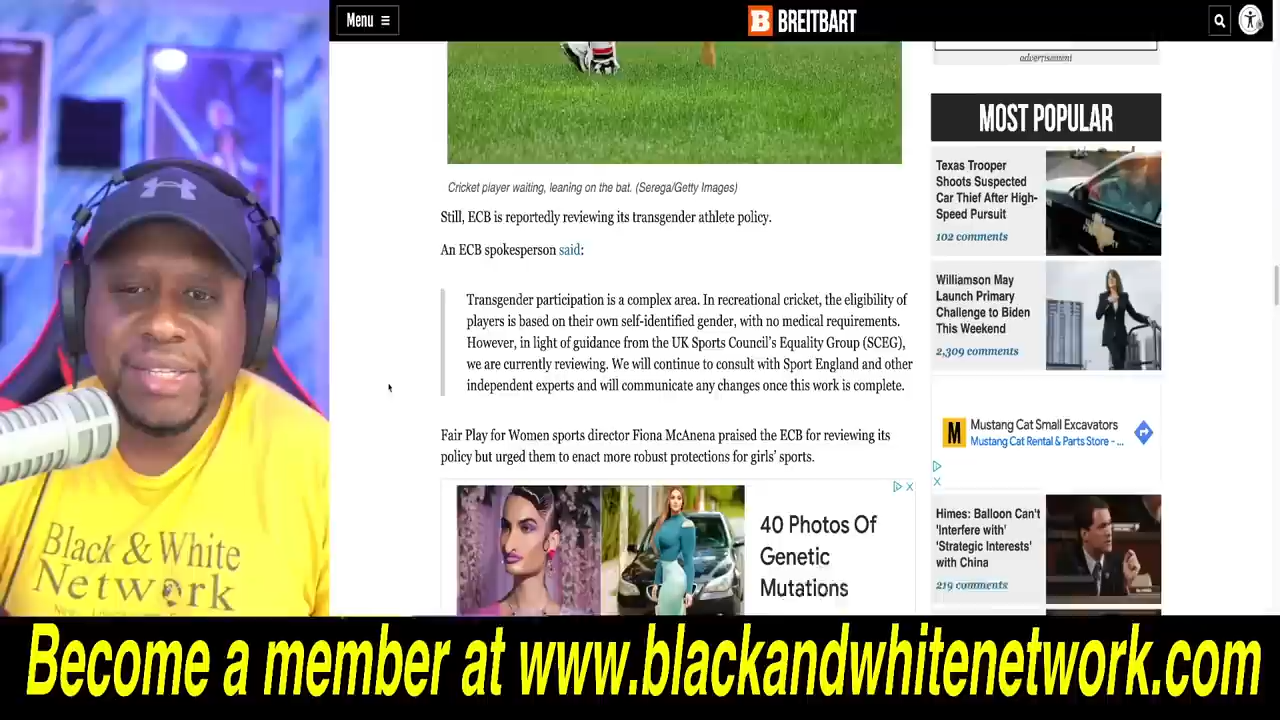 Menu
BREITBART
advertisement
MOST POPULAR
Texas Trooper
Shoots Suspected
Car Thief After High-
Speed Pursuit
102 comments
Williamson May
Launch Primary
Challenge to Biden
This Weekend
2,309 comments
Mustang Cat Small Excavators
Mustang Cat Rental & Parts Store - ...
Himes: Balloon Can't
'Interfere with'
'Strategic Interests'
with China
219 comments
Cricket player waiting, leaning on the bat. (Serega/Getty Images)
Still, ECB is reportedly reviewing its transgender athlete policy.
An ECB spokesperson said:
Transgender participation is a complex area. In recreational cricket, the eligibility of
players is based on their own self-identified gender, with no medical requirements.
However, in light of guidance from the UK Sports Council's Equality Group (SCEG),
we are currently reviewing. We will continue to consult with Sport England and other
independent experts and will communicate any changes once this work is complete.
Fair Play for Women sports director Fiona McAnena praised the ECB for reviewing its
policy but urged them to enact more robust protections for girls' sports.
40 Photos Of
Genetic
Mutations
Black & White
Network
Become a member at www.blackandwhitenetwork.com